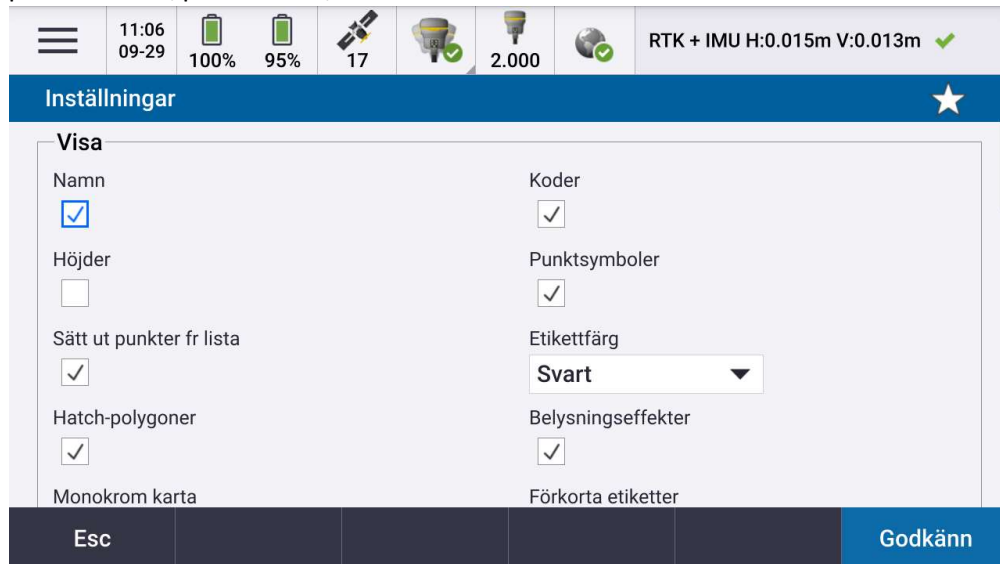 11:06
09-29
100%
95%
17
2.000
RTK + IMU H:0.015m V:0.013m
Inställningar
Visa
Namn
Koder
Höjder
Punktsymboler
Sätt ut punkter fr lista
Etikettfärg
Svart
Hatch-polygoner
Belysningseffekter
Monokrom karta
Förkorta etiketter
Esc
Godkänn